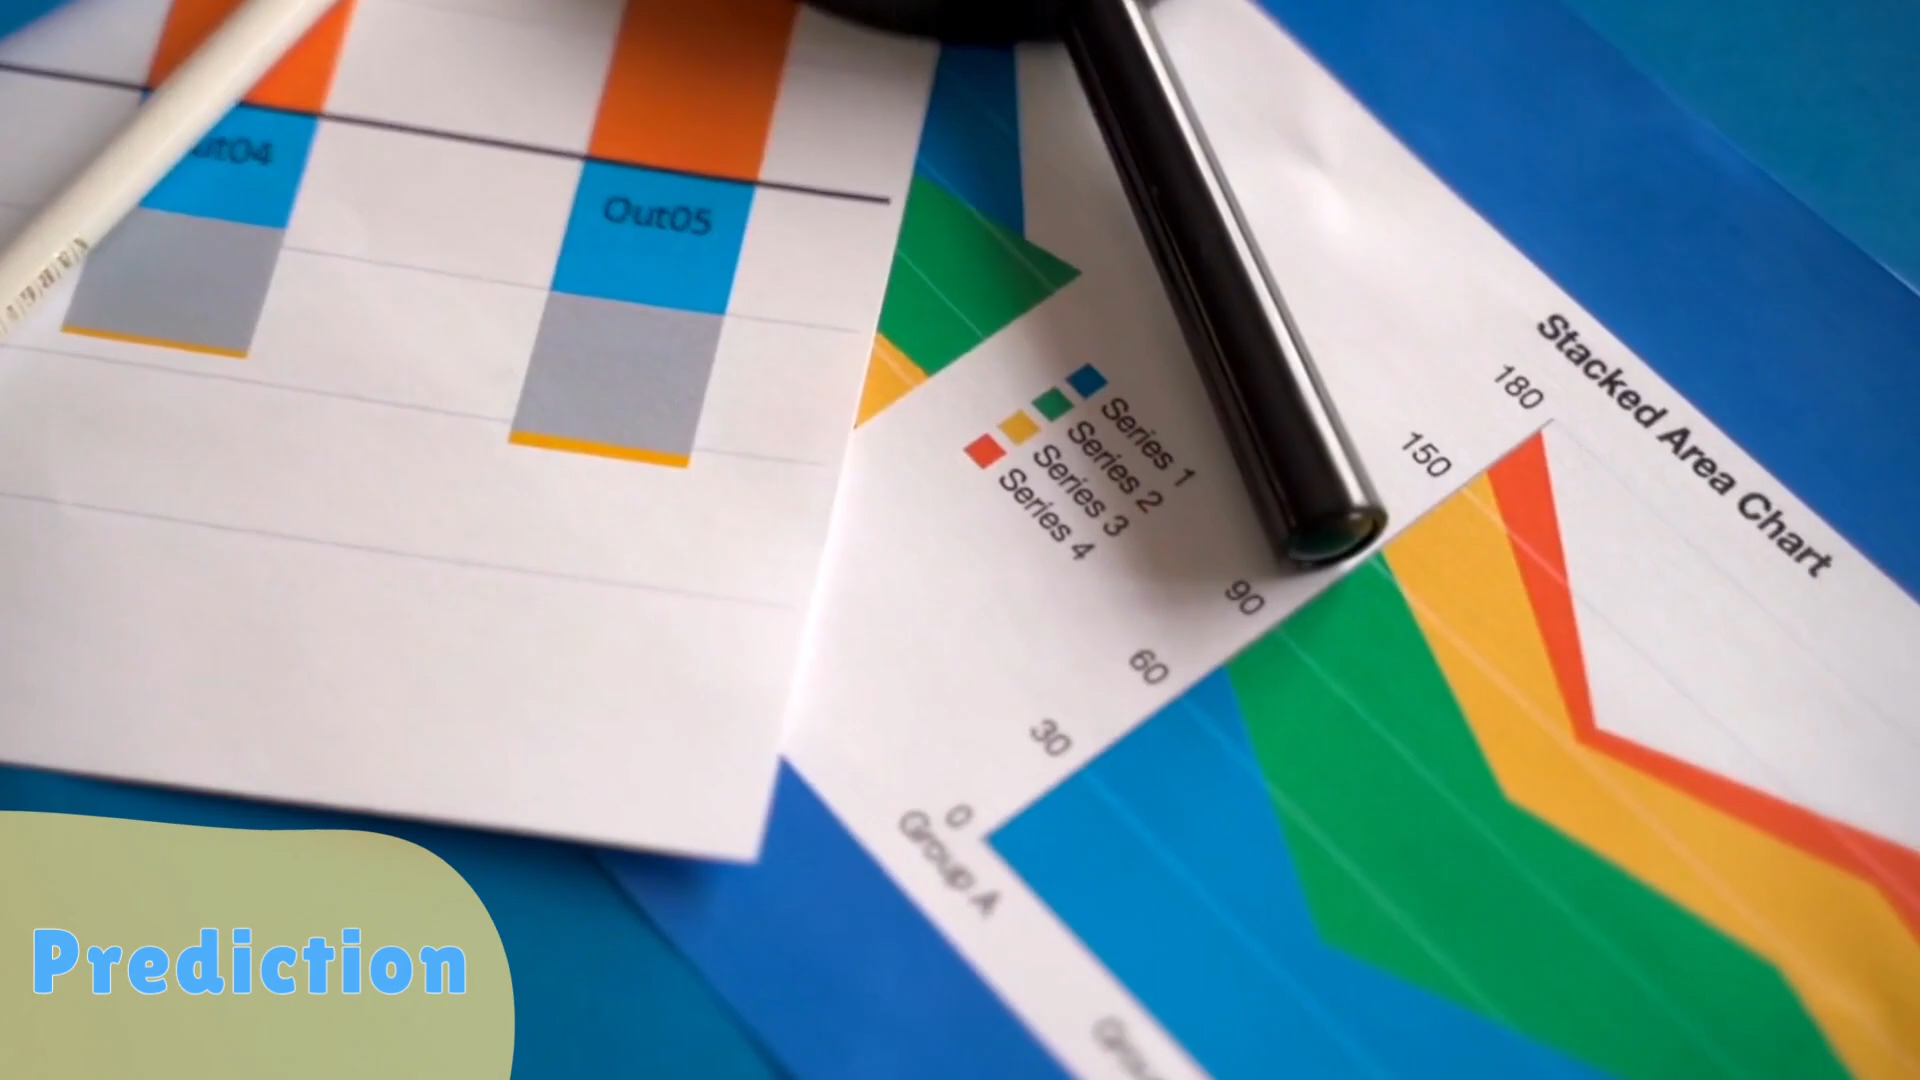 Out05
Stacked Area Chart
180
150
90
60
30
0
Group A
Series 1
Series 2
Series 3
Series 4
Prediction